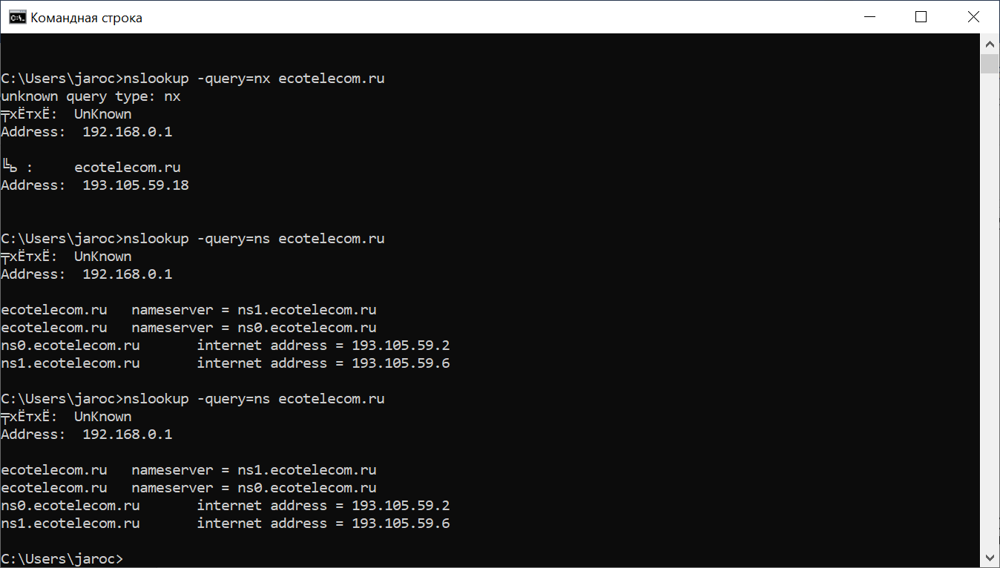 Командная строка
C:\Users\jaroc>nslookup -query=nx ecotelecom.ru
unknown query type: nx
╤хЁтхЁ:  UnKnown
Address:  192.168.0.1
╚ь :     ecotelecom.ru
Address:  193.105.59.18
C:\Users\jaroc>nslookup -query=ns ecotelecom.ru
╤хЁтхЁ:  UnKnown
Address:  192.168.0.1
ecotelecom.ru   nameserver = ns1.ecotelecom.ru
ecotelecom.ru   nameserver = ns0.ecotelecom.ru
ns0.ecotelecom.ru       internet address = 193.105.59.2
ns1.ecotelecom.ru       internet address = 193.105.59.6
C:\Users\jaroc>nslookup -query=ns ecotelecom.ru
╤хЁтхЁ:  UnKnown
Address:  192.168.0.1
ecotelecom.ru   nameserver = ns1.ecotelecom.ru
ecotelecom.ru   nameserver = ns0.ecotelecom.ru
ns0.ecotelecom.ru       internet address = 193.105.59.2
ns1.ecotelecom.ru       internet address = 193.105.59.6
C:\Users\jaroc>